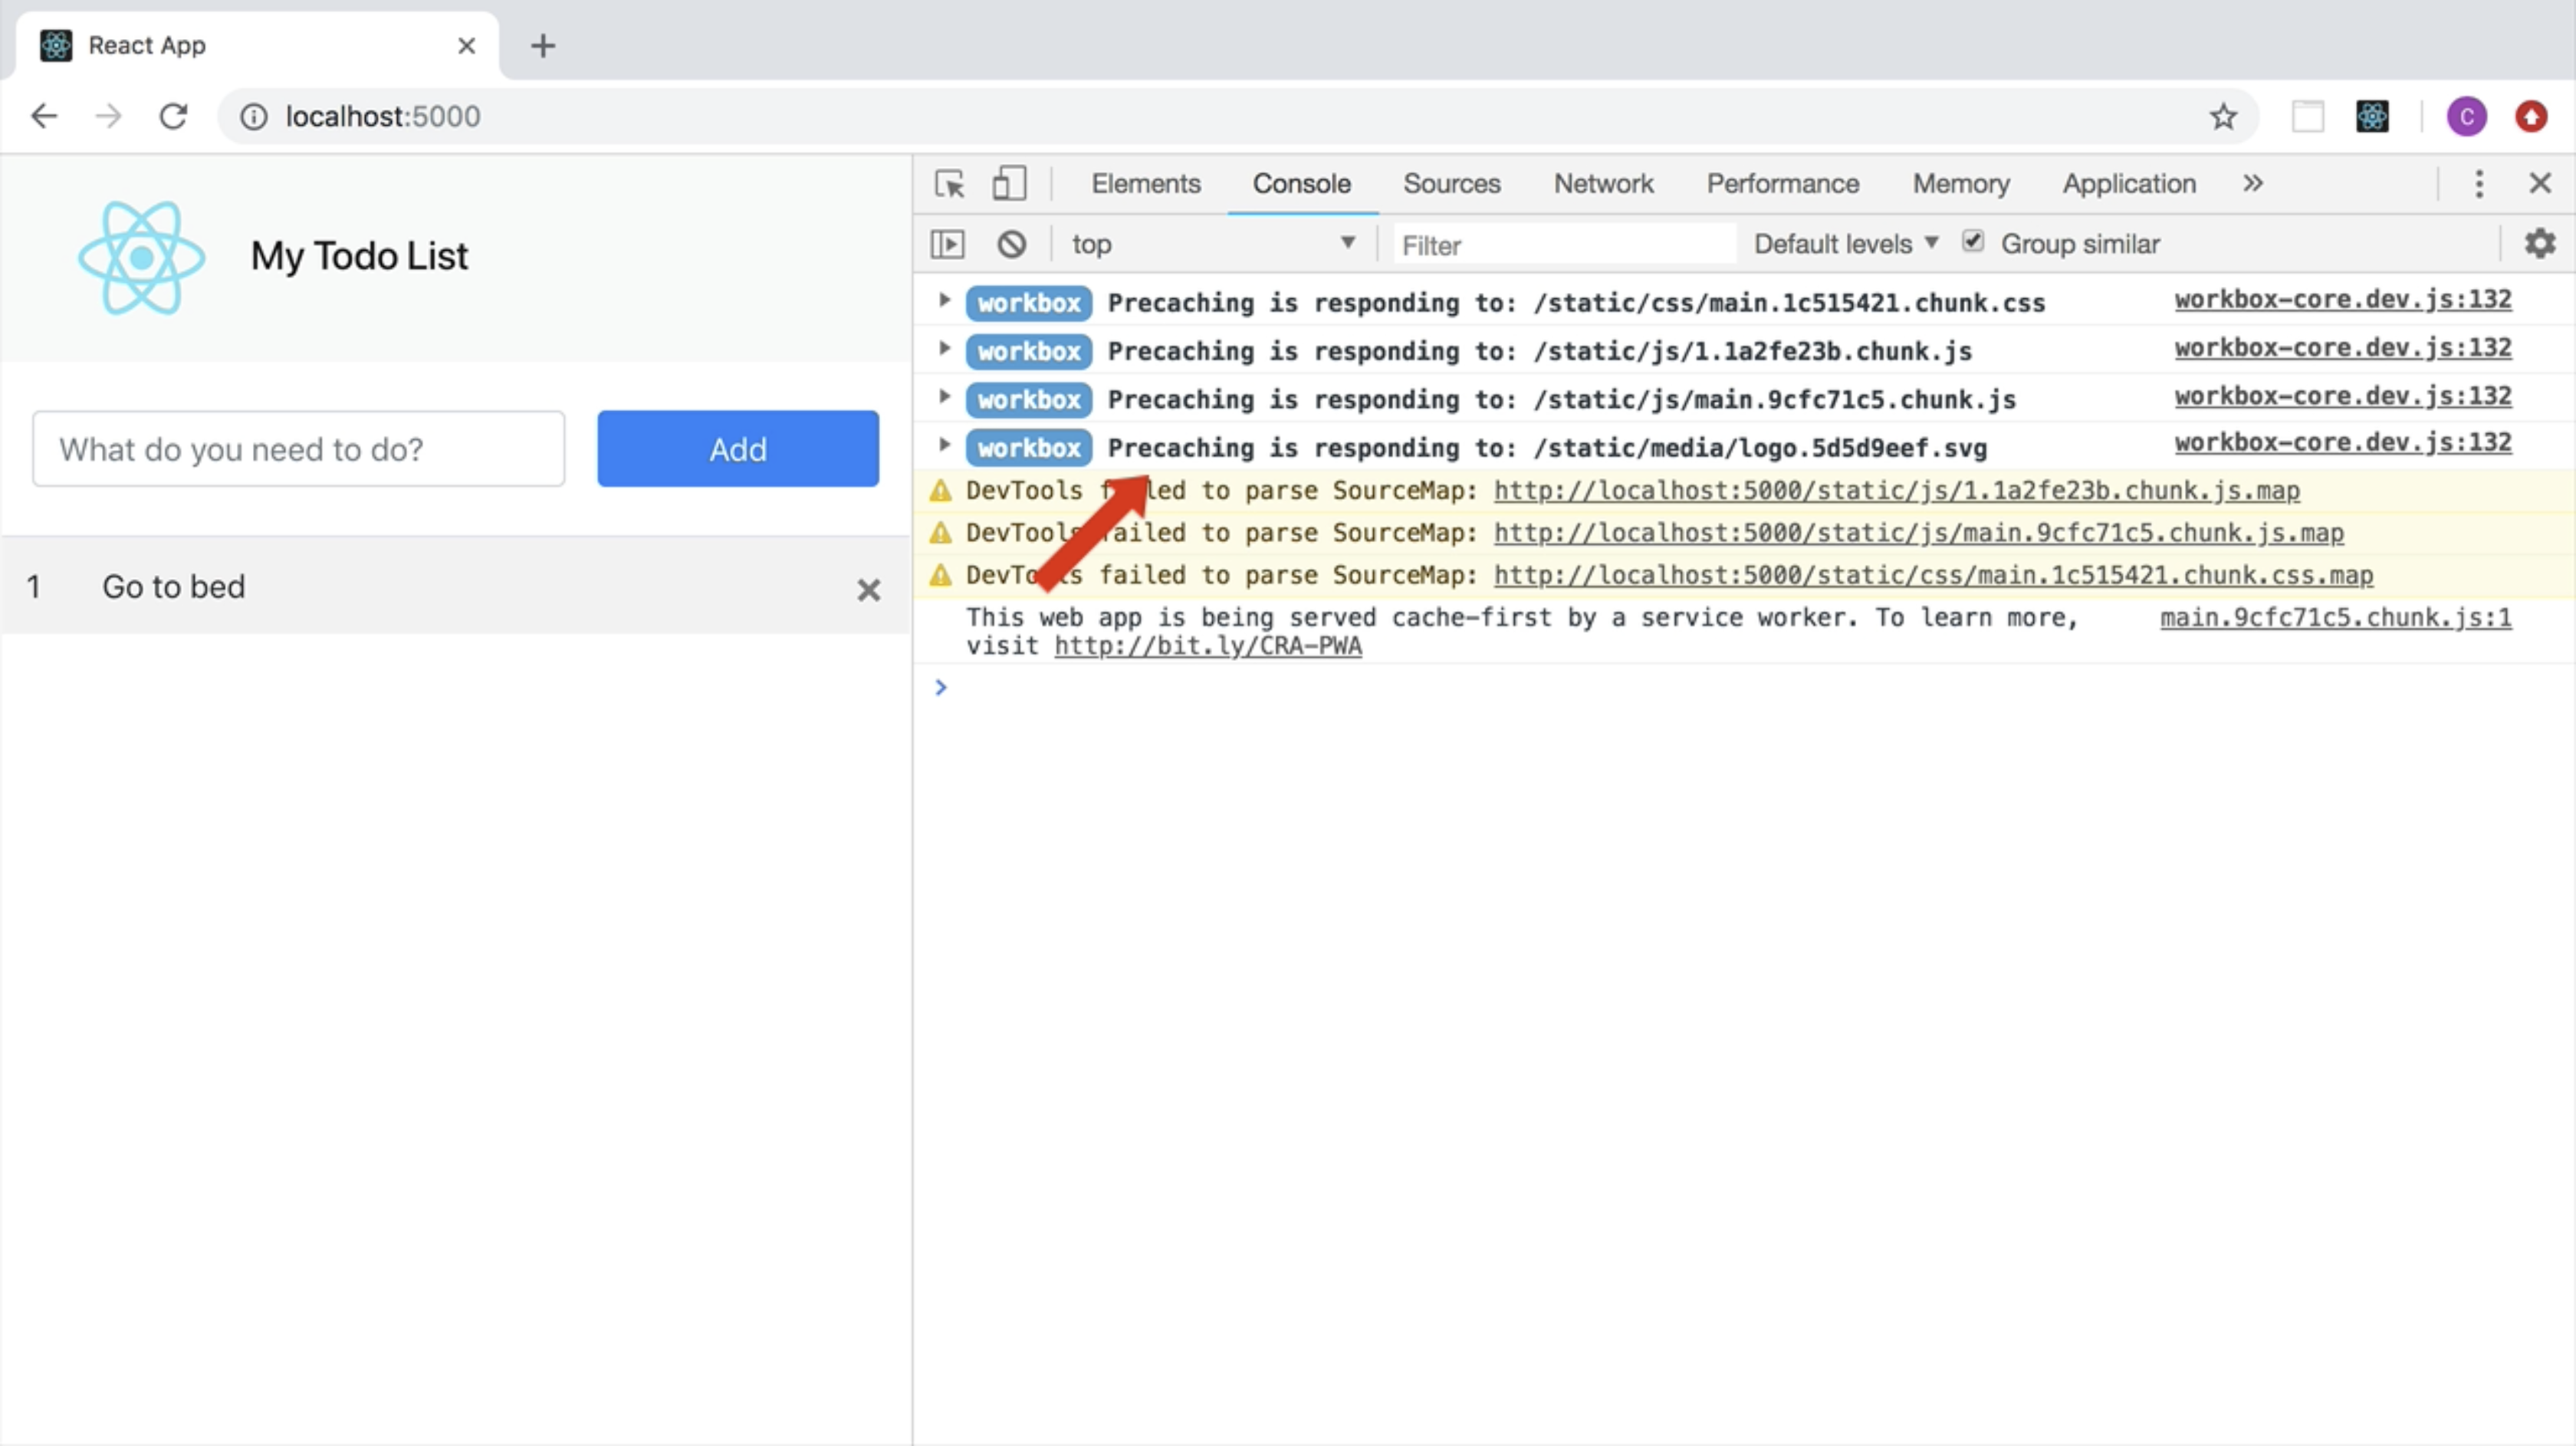 React App
localhost:5000
C
My Todo List
What do you need to do?
Add
1 Go to bed
Elements Console Sources Network Performance Memory Application
top Filter Default levels Group similar
workbox Precaching is responding to: /static/css/main.1c515421.chunk.css workbox-core.dev.js:132
workbox Precaching is responding to: /static/js/1.1a2fe23b.chunk.js workbox-core.dev.js:132
workbox Precaching is responding to: /static/js/main.9cfc71c5.chunk.js workbox-core.dev.js:132
workbox Precaching is responding to: /static/media/logo.5d5d9eef.svg workbox-core.dev.js:132
DevTools failed to parse SourceMap: http://localhost:5000/static/js/1.1a2fe23b.chunk.js.map
DevTools failed to parse SourceMap: http://localhost:5000/static/js/main.9cfc71c5.chunk.js.map
DevTools failed to parse SourceMap: http://localhost:5000/static/css/main.1c515421.chunk.css.map
This web app is being served cache-first by a service worker. To learn more, main.9cfc71c5.chunk.js:1
visit http://bit.ly/CRA-PWA